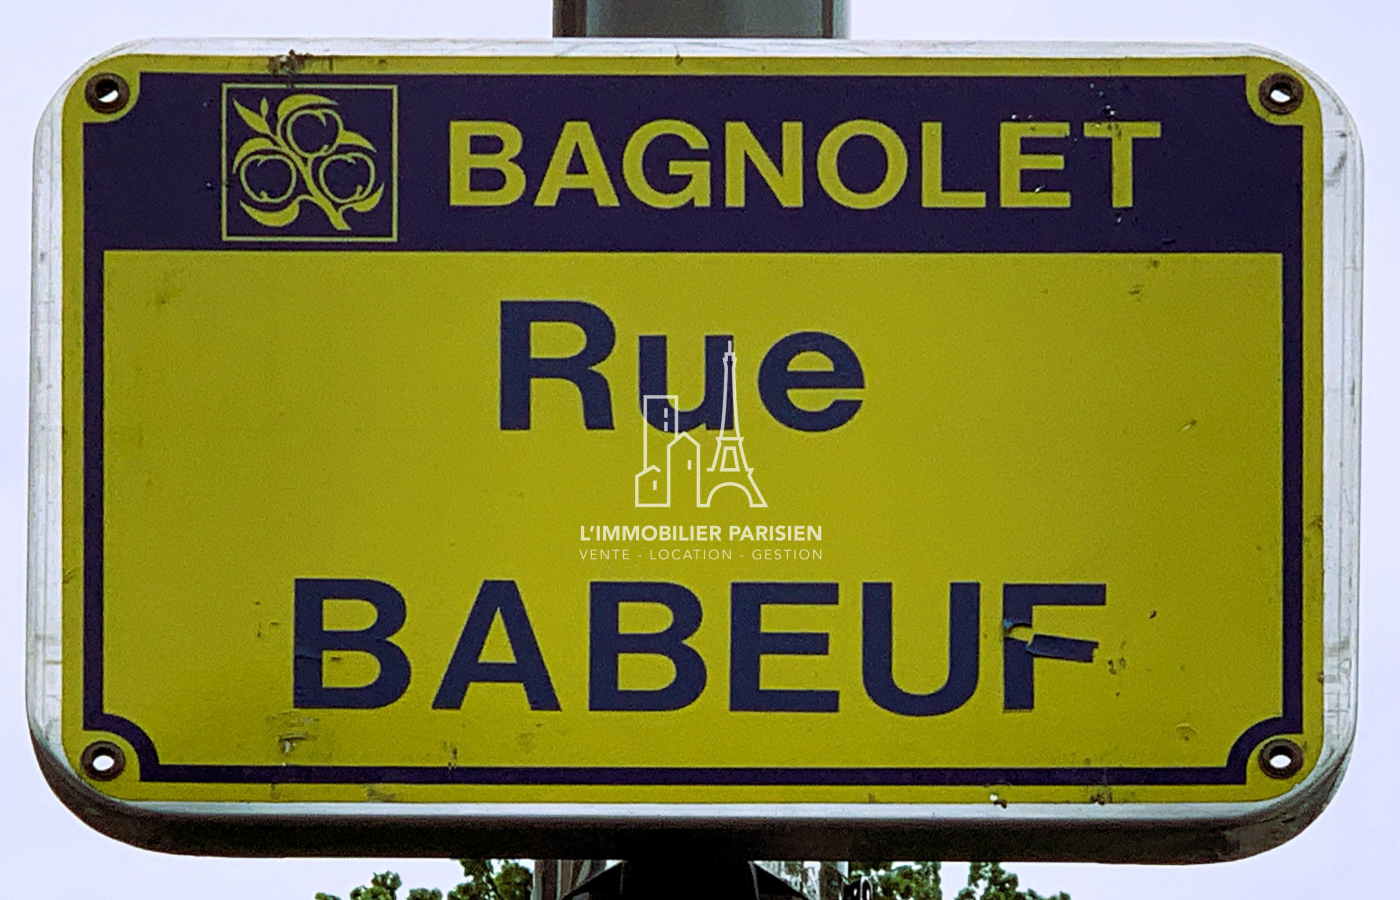 BAGNOLET
Rue
L'IMMOBILIER PARISIEN
VENTE - LOCATION - GESTION
BABEUF